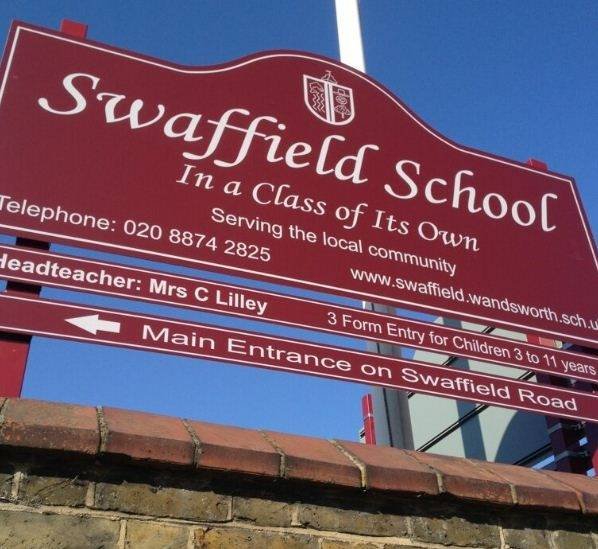 Swaffield School
In a Class of Its Own
Serving the local community
Telephone: 020 8874 2825
www.swaffield.wandsworth.sch.u
Headteacher: Mrs C Lilley
3 Form Entry for Children 3 to 11 years
Main Entrance on Swaffield Road